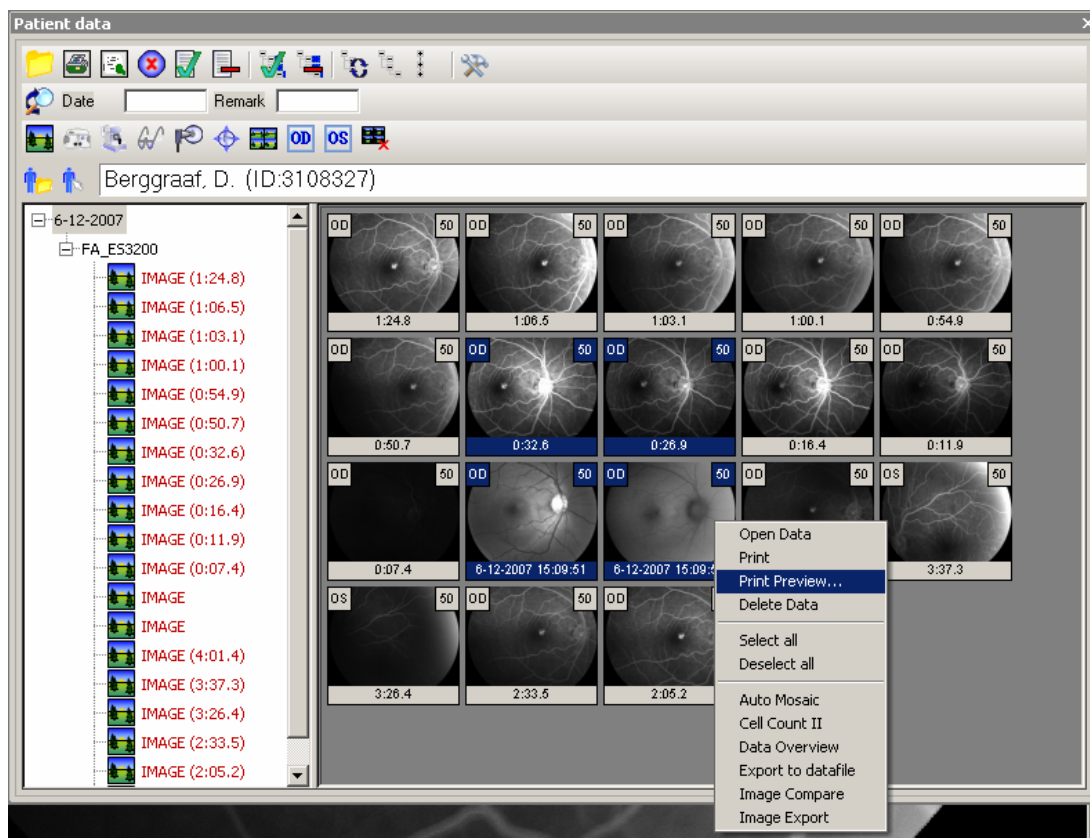 Patient data
Date Remark
OD OS
Berggraaf, D. (ID:3108327)
6-12-2007
FA_ES3200
IMAGE (1:24.8)
IMAGE (1:06.5)
IMAGE (1:03.1)
IMAGE (1:00.1)
IMAGE (0:54.9)
IMAGE (0:50.7)
IMAGE (0:32.6)
IMAGE (0:26.9)
IMAGE (0:16.4)
IMAGE (0:11.9)
IMAGE (0:07.4)
IMAGE
IMAGE
IMAGE (4:01.4)
IMAGE (3:37.3)
IMAGE (3:26.4)
IMAGE (2:33.5)
IMAGE (2:05.2)
OD 50 OD 50 OD 50 OD 50 OD 50
1:24.8 1:06.5 1:03.1 1:00.1 0:54.9
OD 50 OD 50 OD 50 OD 50 OD 50
0:50.7 0:32.6 0:26.9 0:16.4 0:11.9
OD 50 OD 50 OD 50 OD 50 OS 50
0:07.4 6-12-2007 15:09:51 6-12-2007 3:37.3
OS 50 OD 50 OD
3:26.4 2:33.5 2:05.2
Open Data
Print
Print Preview...
Delete Data
Select all
Deselect all
Auto Mosaic
Cell Count II
Data Overview
Export to datafile
Image Compare
Image Export